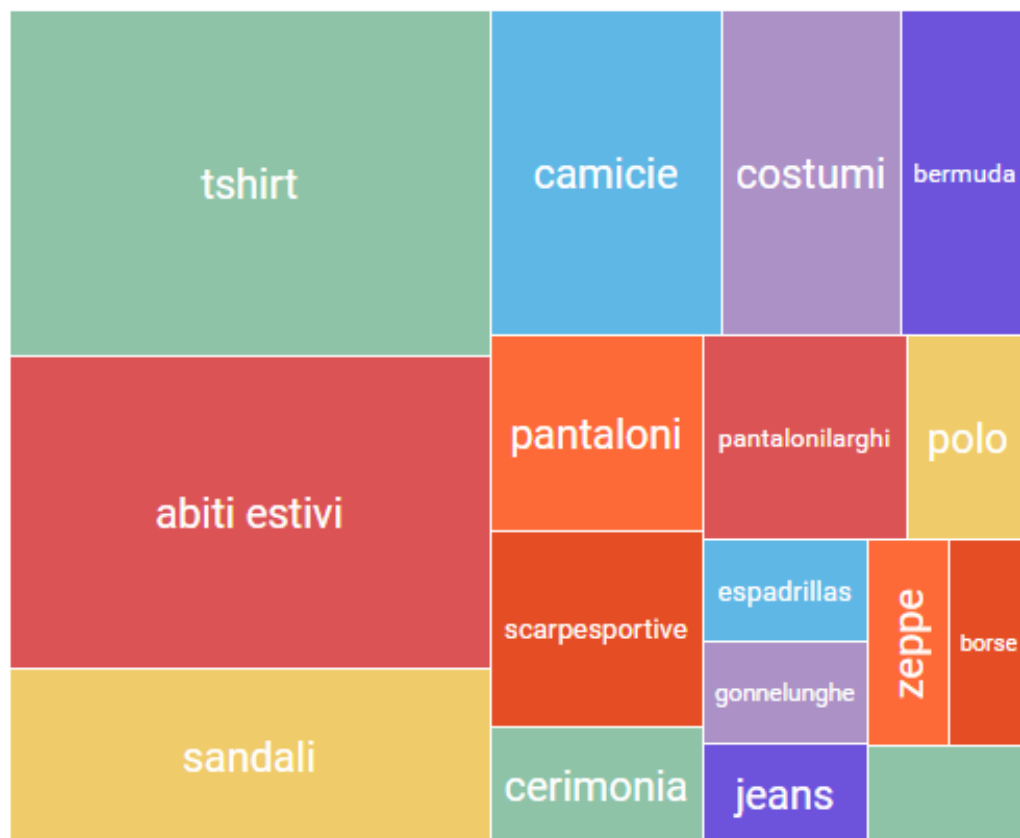 tshirt
camicie
costumi
bermuda
abiti estivi
pantaloni
pantalonilarghi
polo
scarpesportive
espadrillas
zeppe
borse
gonnelunghe
sandali
cerimonia
jeans